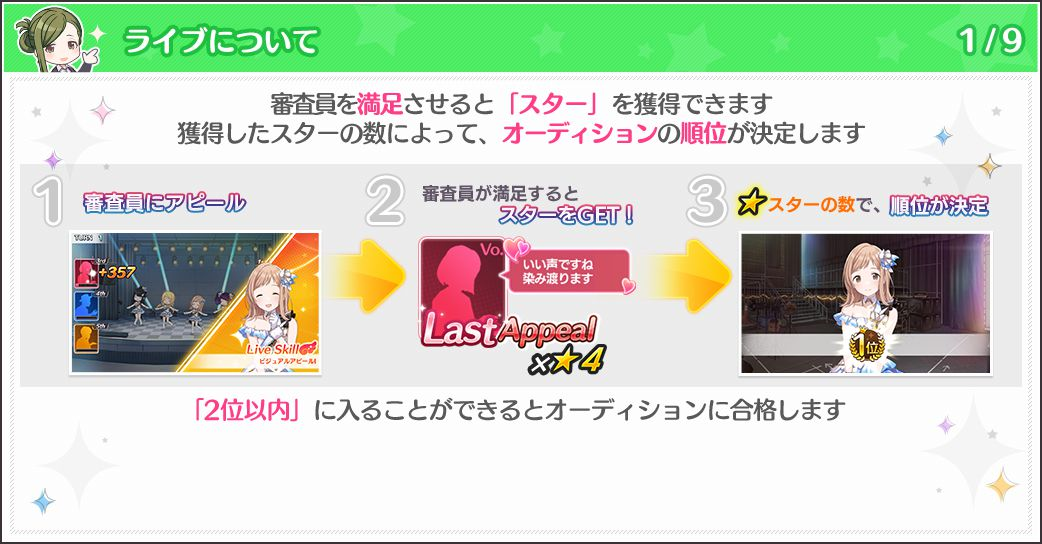 ライブについて
1/9
審査員を満足させると「スター」を獲得できます
獲得したスターの数によって、オーディションの順位が決定します
1 審査員にアピール
TURN 1
3rd
+357
4th
5th
Live Skill
ビジュアルアピール
2 審査員が満足すると
スターをGET!
Vo.
いい声ですね
染み渡ります
Last Appeal
×★4
3 ★スターの数で、順位が決定
1位
「2位以内」に入ることができるとオーディションに合格します